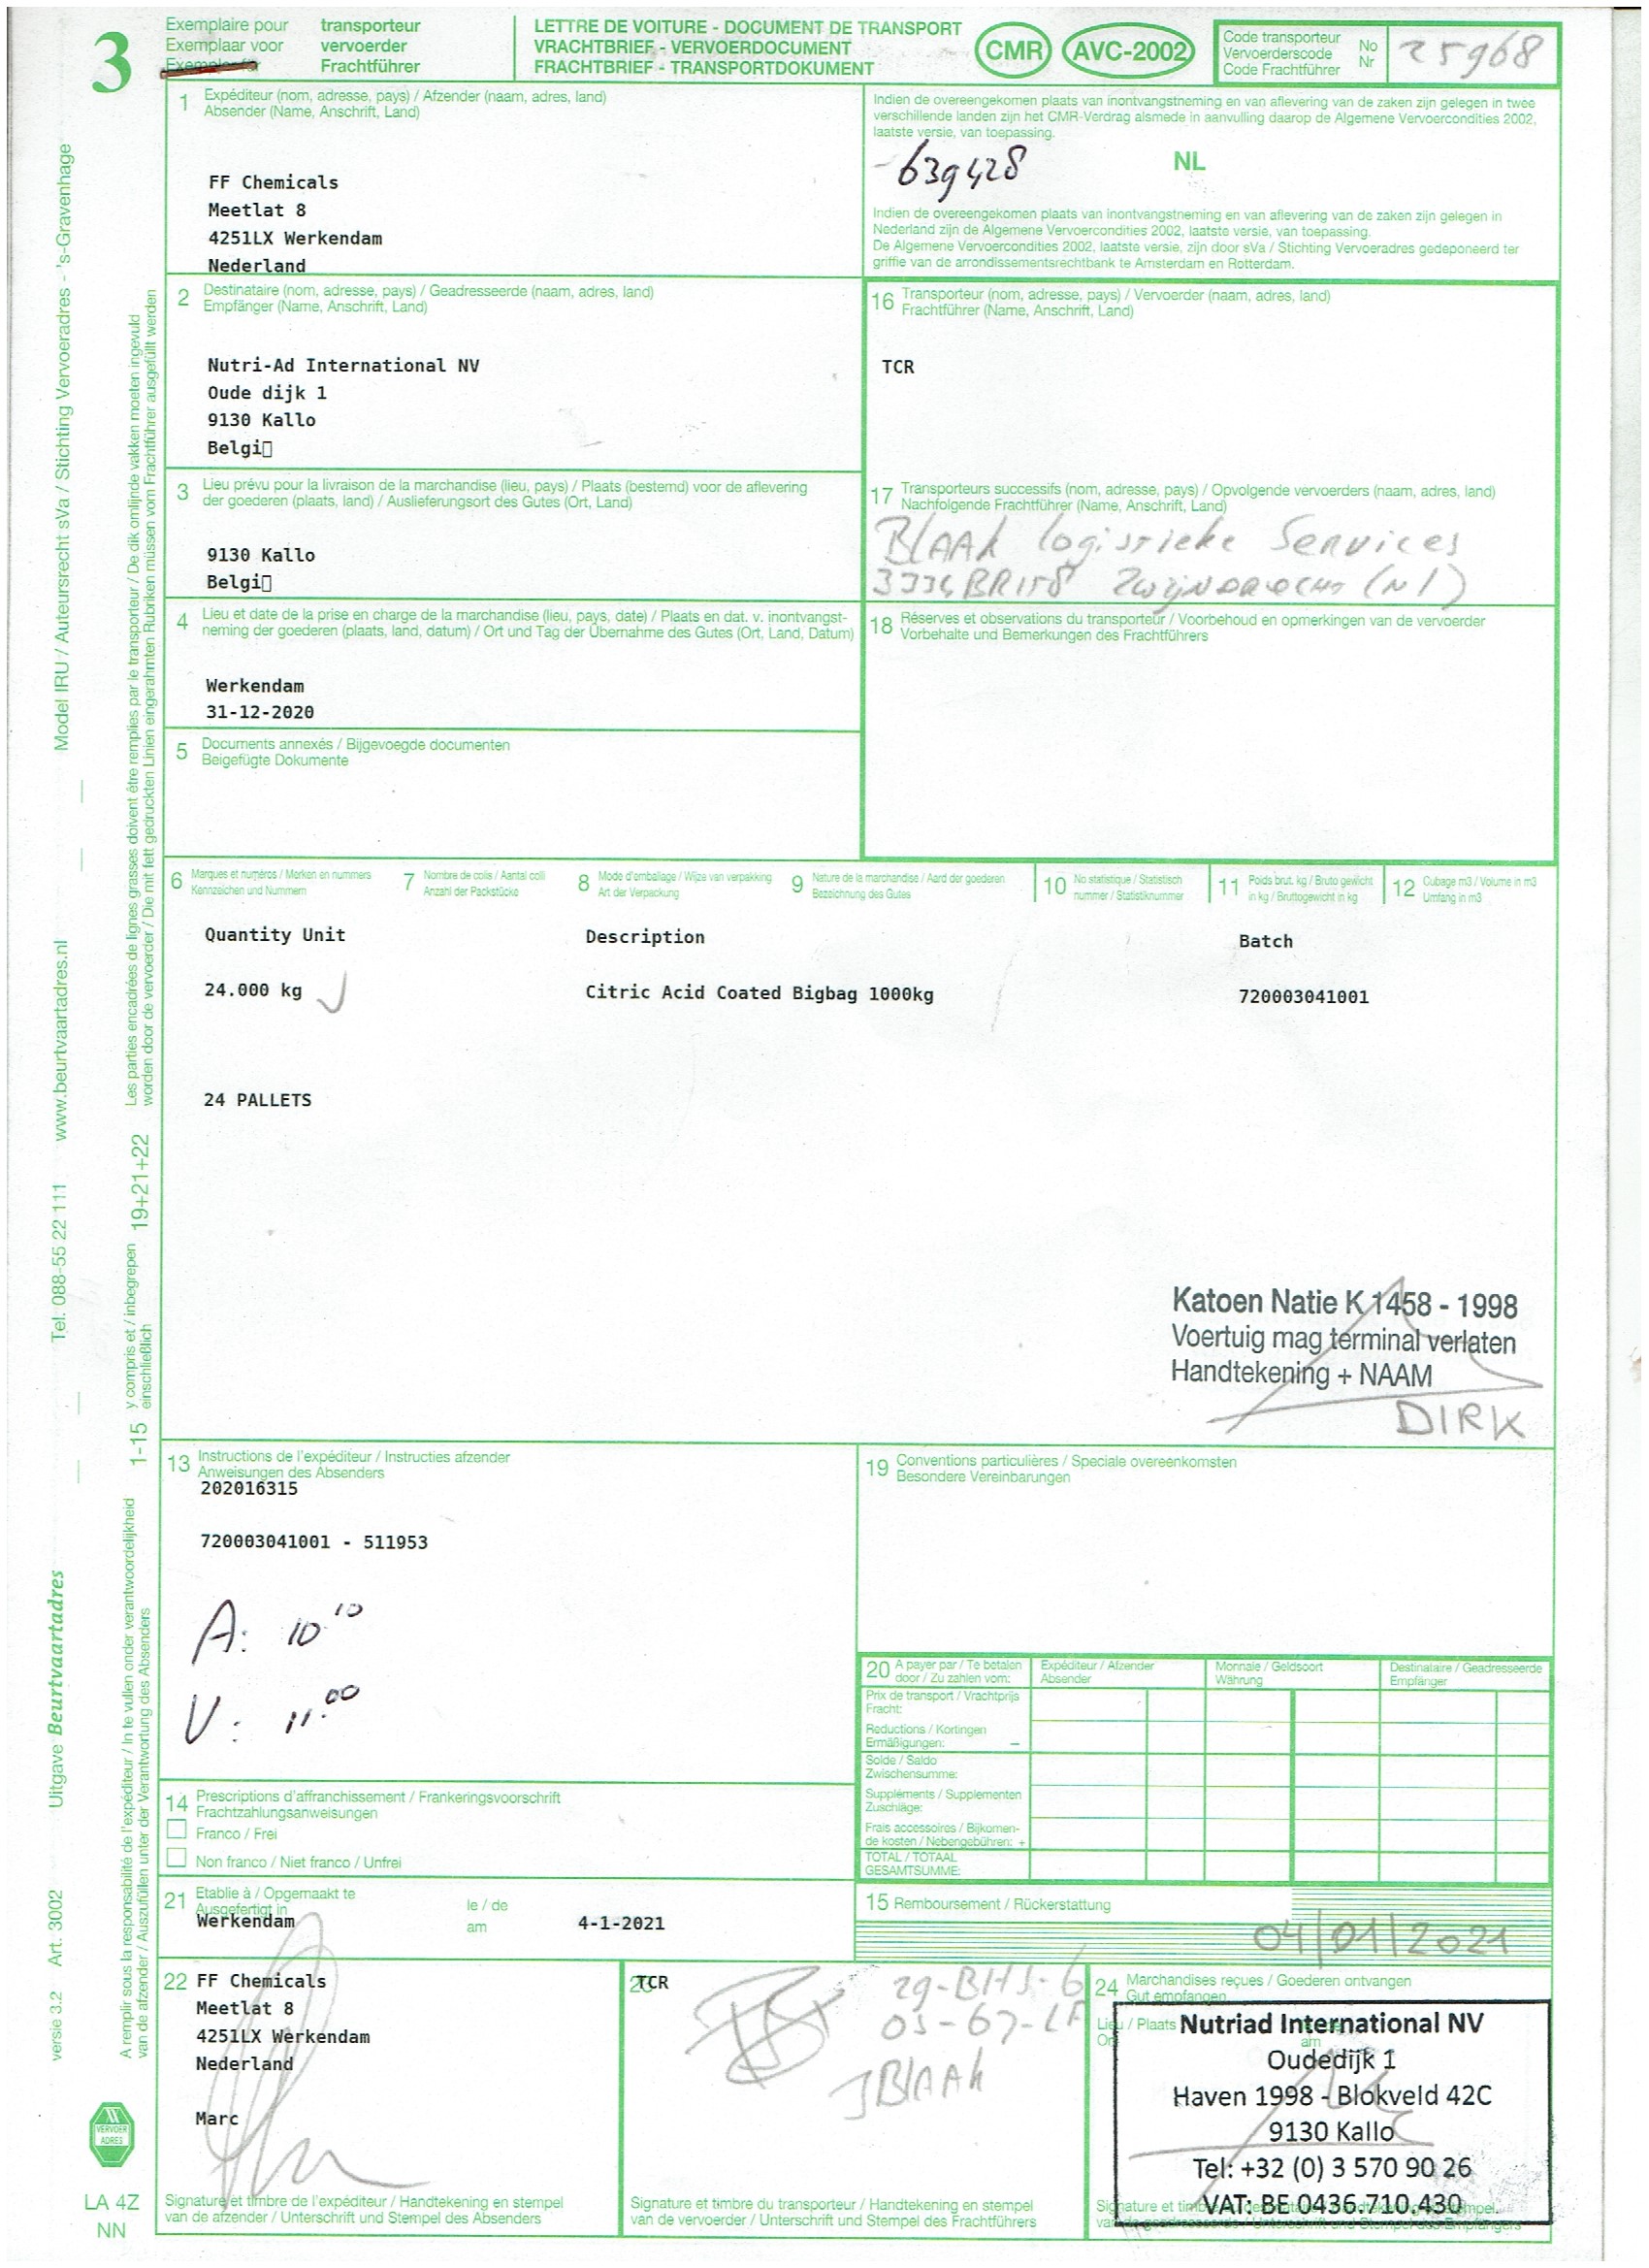 3
Exemplaire pour transporteur
Exemplaar voor vervoerder
Exemplar für Frachtführer
LETTRE DE VOITURE - DOCUMENT DE TRANSPORT
VRACHTBRIEF - VERVOERDOCUMENT
FRACHTBRIEF - TRANSPORTDOKUMENT
CMR
AVC-2002
Code transporteur
Vervoerderscode
Code Frachtführer
No
Nr
25968
1 Expéditeur (nom, adresse, pays) / Afzender (naam, adres, land)
Absender (Name, Anschrift, Land)
FF Chemicals
Meetlat 8
4251LX Werkendam
Nederland
Indien de overeengekomen plaats van inontvangstneming en van aflevering van de zaken zijn gelegen in twee
verschillende landen zijn het CMR-Verdrag alsmede in aanvulling daarop de Algemene Vervoercondities 2002,
laatste versie, van toepassing.
-639428
NL
Indien de overeengekomen plaats van inontvangstneming en van aflevering van de zaken zijn gelegen in
Nederland zijn de Algemene Vervoercondities 2002, laatste versie, van toepassing.
De Algemene Vervoercondities 2002, laatste versie, zijn door sVa / Stichting Vervoeradres gedeponeerd ter
griffie van de arrondissementsrechtbank te Amsterdam en Rotterdam.
2 Destinataire (nom, adresse, pays) / Geadresseerde (naam, adres, land)
Empfänger (Name, Anschrift, Land)
Nutri-Ad International NV
Oude dijk 1
9130 Kallo
Belgi▯
16 Transporteur (nom, adresse, pays) / Vervoerder (naam, adres, land)
Frachtführer (Name, Anschrift, Land)
TCR
3 Lieu prévu pour la livraison de la marchandise (lieu, pays) / Plaats (bestemd) voor de aflevering
der goederen (plaats, land) / Auslieferungsort des Gutes (Ort, Land)
9130 Kallo
Belgi▯
17 Transporteurs successifs (nom, adresse, pays) / Opvolgende vervoerders (naam, adres, land)
Nachfolgende Frachtführer (Name, Anschrift, Land)
BLAAK logistieke Services
3334BR158 Zwijndrecht (Nl)
4 Lieu et date de la prise en charge de la marchandise (lieu, pays, date) / Plaats en dat. v. inontvangst-
neming der goederen (plaats, land, datum) / Ort und Tag der Übernahme des Gutes (Ort, Land, Datum)
Werkendam
31-12-2020
18 Réserves et observations du transporteur / Voorbehoud en opmerkingen van de vervoerder
Vorbehalte und Bemerkungen des Frachtführers
5 Documents annexés / Bijgevoegde documenten
Beigefügte Dokumente
6 Marques et numéros / Merken en nummers
Kennzeichen und Nummern
7 Nombre de colis / Aantal colli
Anzahl der Packstücke
8 Mode d'emballage / Wijze van verpakking
Art der Verpackung
9 Nature de la marchandise / Aard der goederen
Bezeichnung des Gutes
10 No statistique / Statistisch
nummer / Statistiknummer
11 Poids brut. kg / Bruto gewicht
in kg / Bruttogewicht in kg
12 Cubage m3 / Volume in m3
Umfang in m3
Quantity Unit Description Batch
24.000 kg Citric Acid Coated Bigbag 1000kg 720003041001
24 PALLETS
Katoen Natie K 1458 - 1998
Voertuig mag terminal verlaten
Handtekening + NAAM
DIRK
13 Instructions de l'expéditeur / Instructies afzender
Anweisungen des Absenders
202016315
720003041001 - 511953
A: 10 10
V: 11.00
19 Conventions particulières / Speciale overeenkomsten
Besondere Vereinbarungen
20 A payer par / Te betalen
door / Zu zahlen vom:
Expéditeur / Afzender
Absender
Monnaie / Geldsoort
Währung
Destinataire / Geadresseerde
Empfänger
Prix de transport / Vrachtprijs
Fracht:
Reductions / Kortingen
Ermäßigungen: –
Solde / Saldo
Zwischensumme:
Suppléments / Supplementen
Zuschläge:
Frais accessoires / Bijkomen-
de kosten / Nebengebühren: +
TOTAL / TOTAAL
GESAMTSUMME:
14 Prescriptions d'affranchissement / Frankeringsvoorschrift
Frachtzahlungsanweisungen
Franco / Frei
Non franco / Niet franco / Unfrei
21 Etablie à / Opgemaakt te
Ausgefertigt in
Werkendam
le / de
am
4-1-2021
15 Remboursement / Rückerstattung
04/01/2021
22 FF Chemicals
Meetlat 8
4251LX Werkendam
Nederland
Marc
Signature et timbre de l'expéditeur / Handtekening en stempel
van de afzender / Unterschrift und Stempel des Absenders
23
TCR
29-BHS-6
05-67-LF
JBlAAK
Signature et timbre du transporteur / Handtekening en stempel
van de vervoerder / Unterschrift und Stempel des Frachtführers
24 Marchandises reçues / Goederen ontvangen
Gut empfangen
Lieu / Plaats
am
Nutriad International NV
Oudedijk 1
Haven 1998 - Blokveld 42C
9130 Kallo
Tel: +32 (0) 3 570 90 26
VAT: BE 0436.710.430
Model IRU / Auteursrecht sVa / Stichting Vervoeradres - 's-Gravenhage
www.beurtvaartadres.nl
Tel. 088-55 22 111
Uitgave Beurtvaartadres
Art. 3002
versie 3.2
Les parties encadrées de lignes grasses doivent être remplies par le transporteur / De dik omlijnde vakken moeten ingevuld
worden door de vervoerder / Die mit fett gedruckten Linien eingerahmten Rubriken müssen vom Frachtführer ausgefüllt werden
19+21+22
y compris et / inbegrepen
einschließlich
1-15
A remplir sous la responsabilité de l'expéditeur / In te vullen onder verantwoordelijkheid
van de afzender / Auszufüllen unter der Verantwortung des Absenders
VERVOER
ADRES
LA 4Z
NN